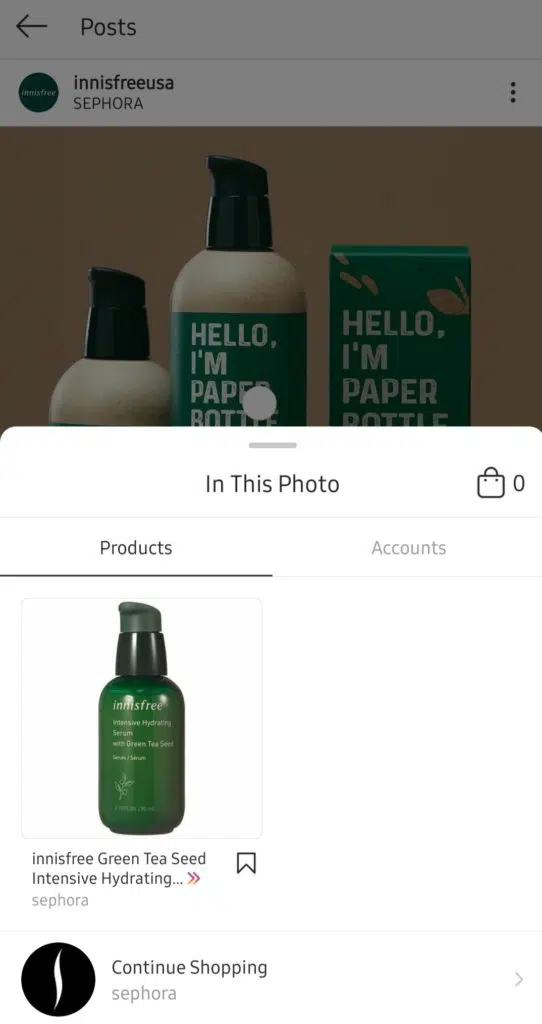 Posts
innisfree
innisfreeusa
SEPHORA
HELLO,
I'M
PAPER
BOTTLE
HELLO,
I'M
PAPER
BOTTLE
In This Photo
0
Products
Accounts
innisfree
Intensive Hydrating
Serum
with Green Tea Seed
Serum / Sérum
innisfree Green Tea Seed
Intensive Hydrating...
sephora
Continue Shopping
sephora